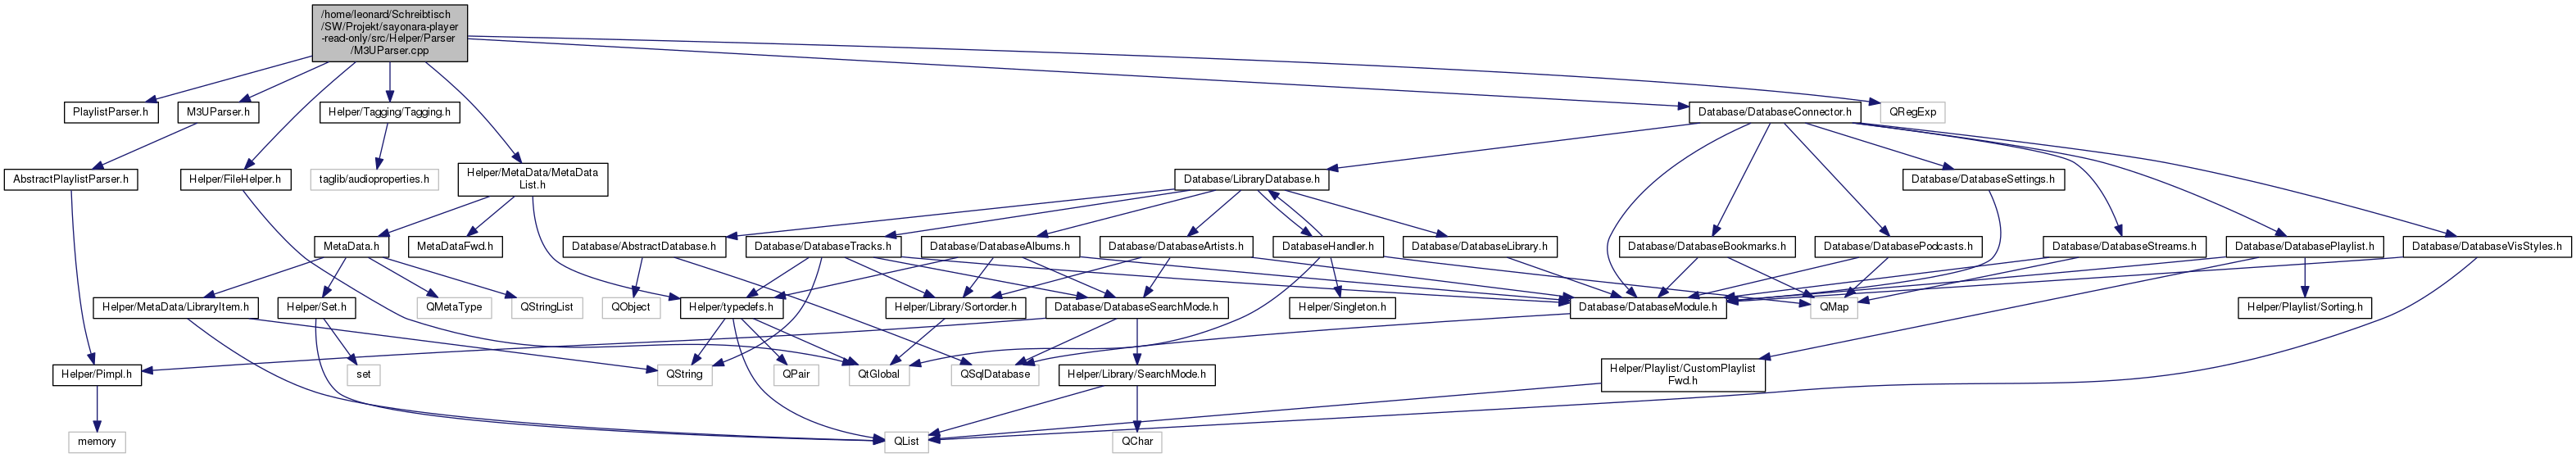 /home/leonard/Schreibtisch
/SW/Projekt/sayonara-player
-read-only/src/Helper/Parser
/M3UParser.cpp
PlaylistParser.h
M3UParser.h
Helper/Tagging/Tagging.h
Database/DatabaseConnector.h
QRegExp
AbstractPlaylistParser.h
Helper/FileHelper.h
taglib/audioproperties.h
Helper/MetaData/MetaData
List.h
Database/LibraryDatabase.h
Database/DatabaseSettings.h
MetaData.h
MetaDataFwd.h
Database/AbstractDatabase.h
Database/DatabaseTracks.h
Database/DatabaseAlbums.h
Database/DatabaseArtists.h
DatabaseHandler.h
Database/DatabaseLibrary.h
Database/DatabaseBookmarks.h
Database/DatabasePodcasts.h
Database/DatabaseStreams.h
Database/DatabasePlaylist.h
Database/DatabaseVisStyles.h
Helper/MetaData/LibraryItem.h
Helper/Set.h
QMetaType
QStringList
QObject
Helper/typedefs.h
Helper/Library/Sortorder.h
Database/DatabaseSearchMode.h
Helper/Singleton.h
Database/DatabaseModule.h
QMap
Helper/Playlist/Sorting.h
Helper/Pimpl.h
set
QString
QPair
QtGlobal
QSqlDatabase
Helper/Library/SearchMode.h
Helper/Playlist/CustomPlaylist
Fwd.h
memory
QList
QChar